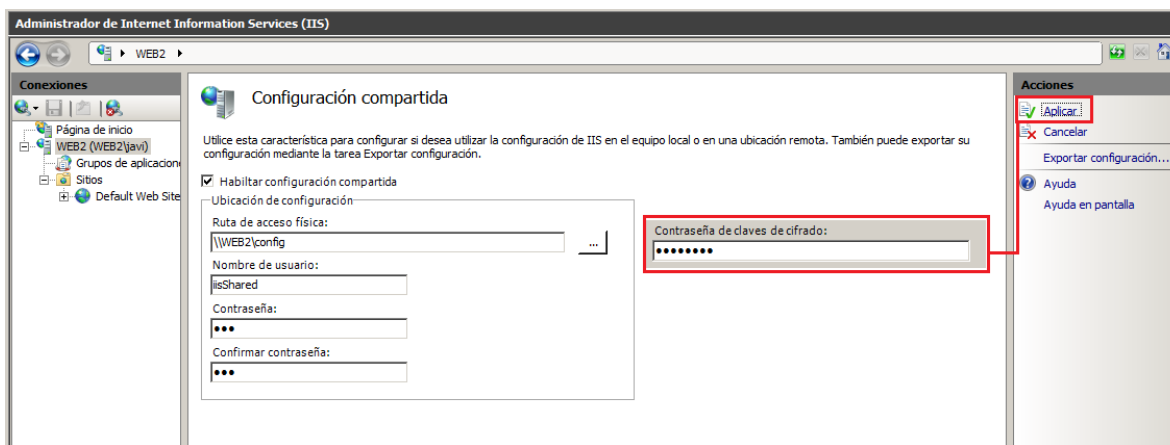 Administrador de Internet Information Services (IIS)
WEB2
Conexiones
Página de inicio
WEB2 (WEB2\javi)
Grupos de aplicacione
Sitios
Default Web Site
Configuración compartida
Utilice esta característica para configurar si desea utilizar la configuración de IIS en el equipo local o en una ubicación remota. También puede exportar su
configuración mediante la tarea Exportar configuración.
Habiltar configuración compartida
Ubicación de configuración
Ruta de acceso física:
\\WEB2\config
...
Nombre de usuario:
iisShared
Contraseña:
•••
Confirmar contraseña:
•••
Contraseña de claves de cifrado:
••••••••
Acciones
Aplicar
Cancelar
Exportar configuración...
Ayuda
Ayuda en pantalla